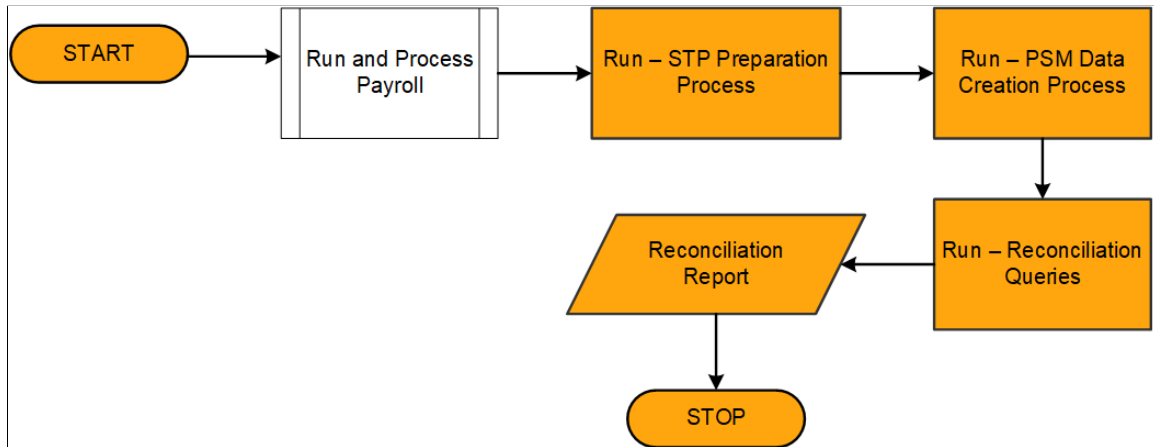 START
Run and Process
Payroll
Run – STP Preparation
Process
Run – PSM Data
Creation Process
Run – Reconciliation
Queries
Reconciliation
Report
STOP